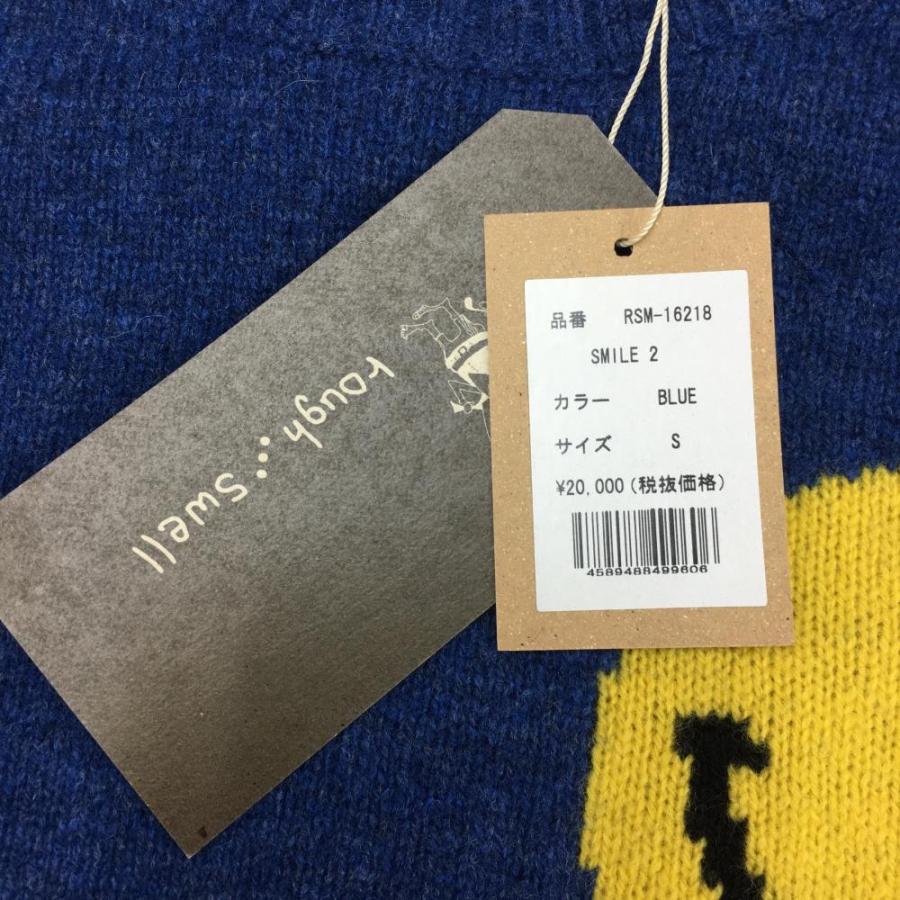 rough...swell
品番 RSM-16218
SMILE 2
カラー BLUE
サイズ S
¥20,000(税抜価格)
4589488499606